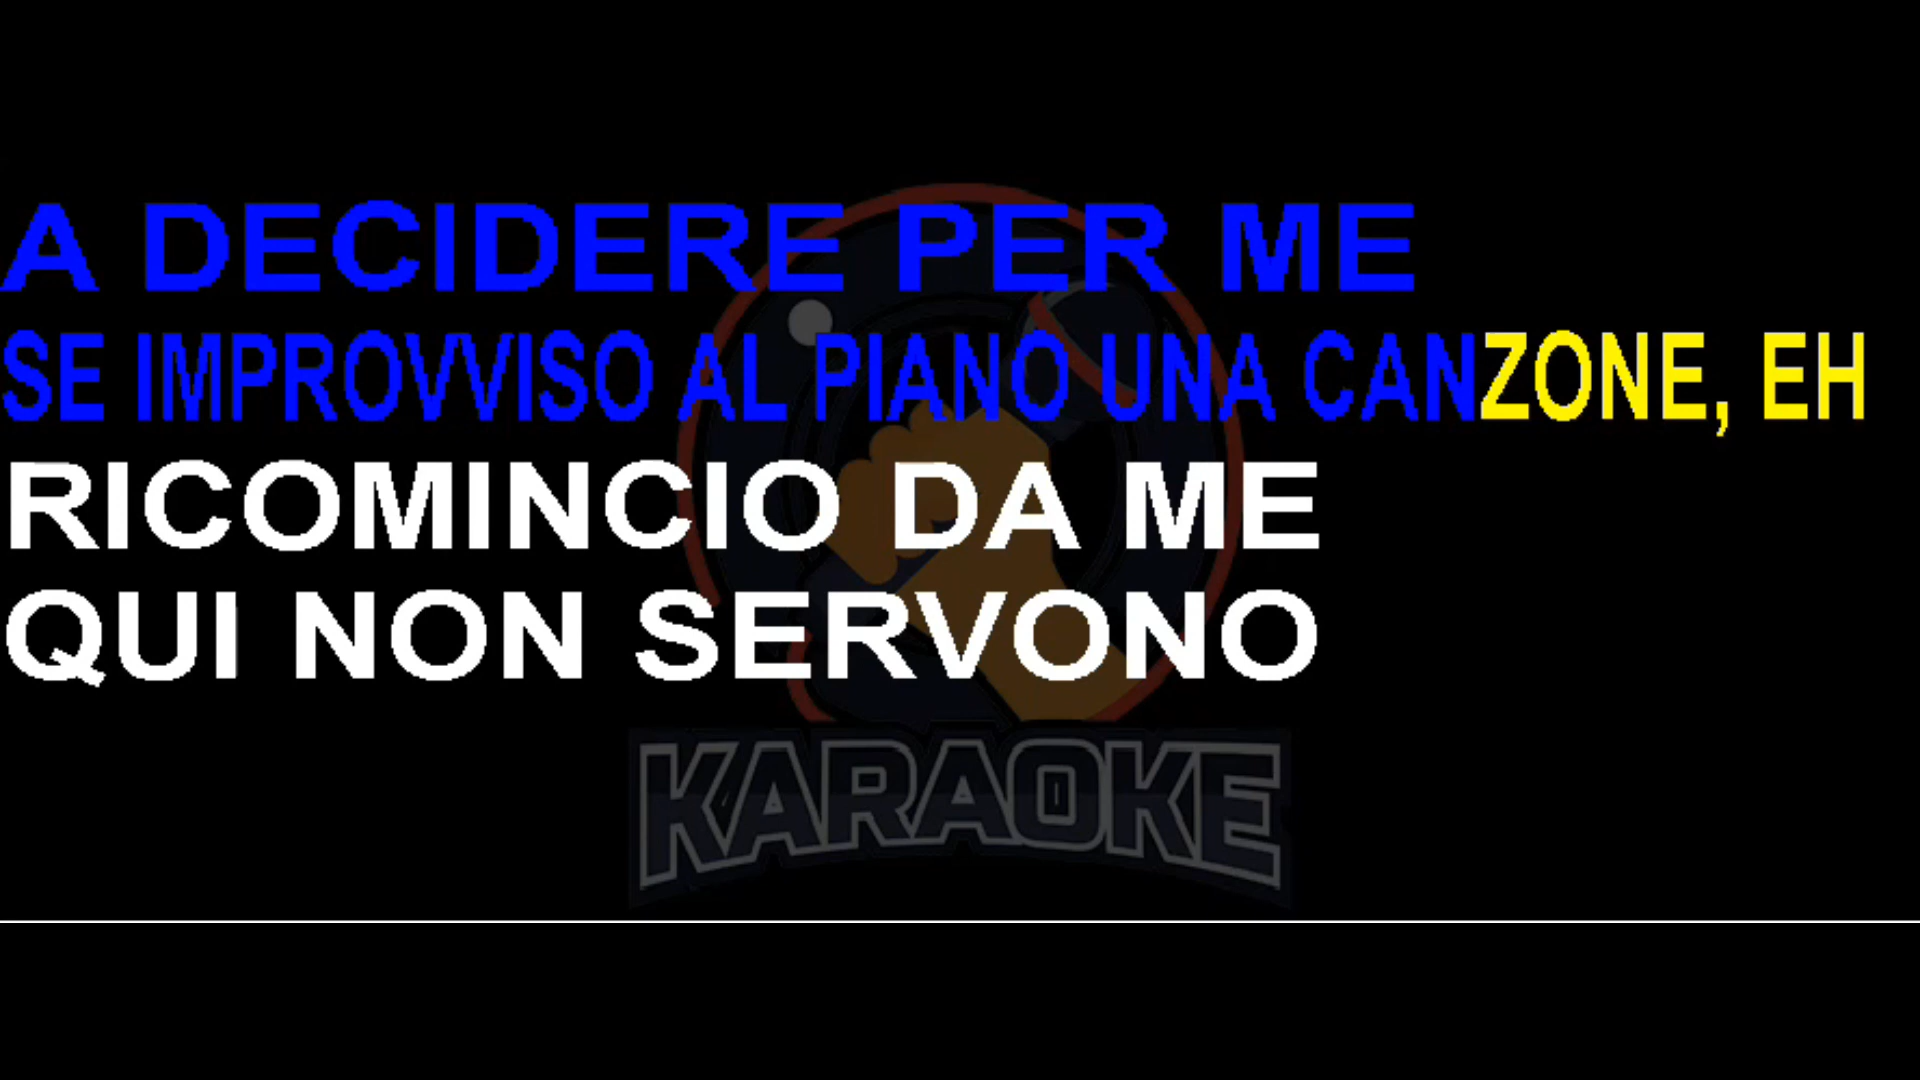 A DECIDERE PER ME
SE IMPROVVISO AL PIANO UNA CANZONE, EH
RICOMINCIO DA ME
QUI NON SERVONO
KARAOKE